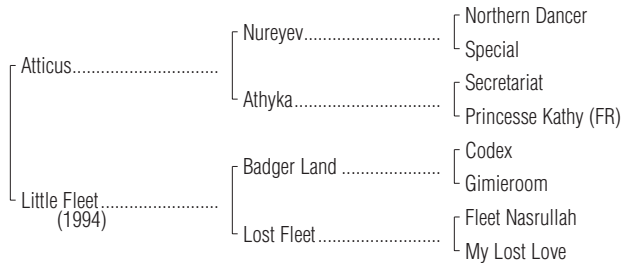 Northern Dancer
Nureyev
Special
Atticus
Secretariat
Athyka
Princesse Kathy (FR)
Codex
Badger Land
Gimieroom
Little Fleet
(1994)
Fleet Nasrullah
Lost Fleet
My Lost Love